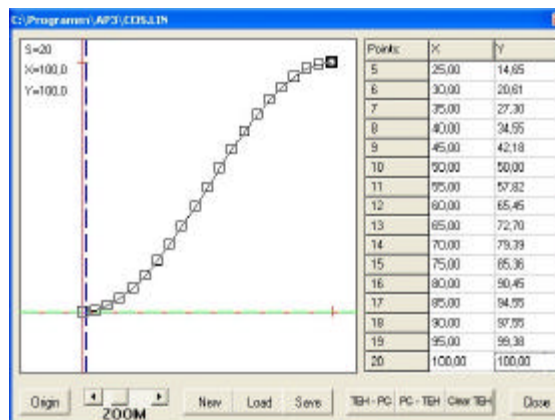 C:\Programm\AP3\COS.LIN
S=20
X=100,0
Y=100,0
Points: X Y
5 25,00 14,65
6 30,00 20,61
7 35,00 27,30
8 40,00 34,55
9 45,00 42,18
10 50,00 50,00
11 55,00 57,82
12 60,00 65,45
13 65,00 72,70
14 70,00 79,39
15 75,00 85,36
16 80,00 90,45
17 85,00 94,55
18 90,00 97,55
19 95,00 99,38
20 100,00 100,00
Origin ZOOM New Load Save TEH - PC PC - TEH Clear TEH Close